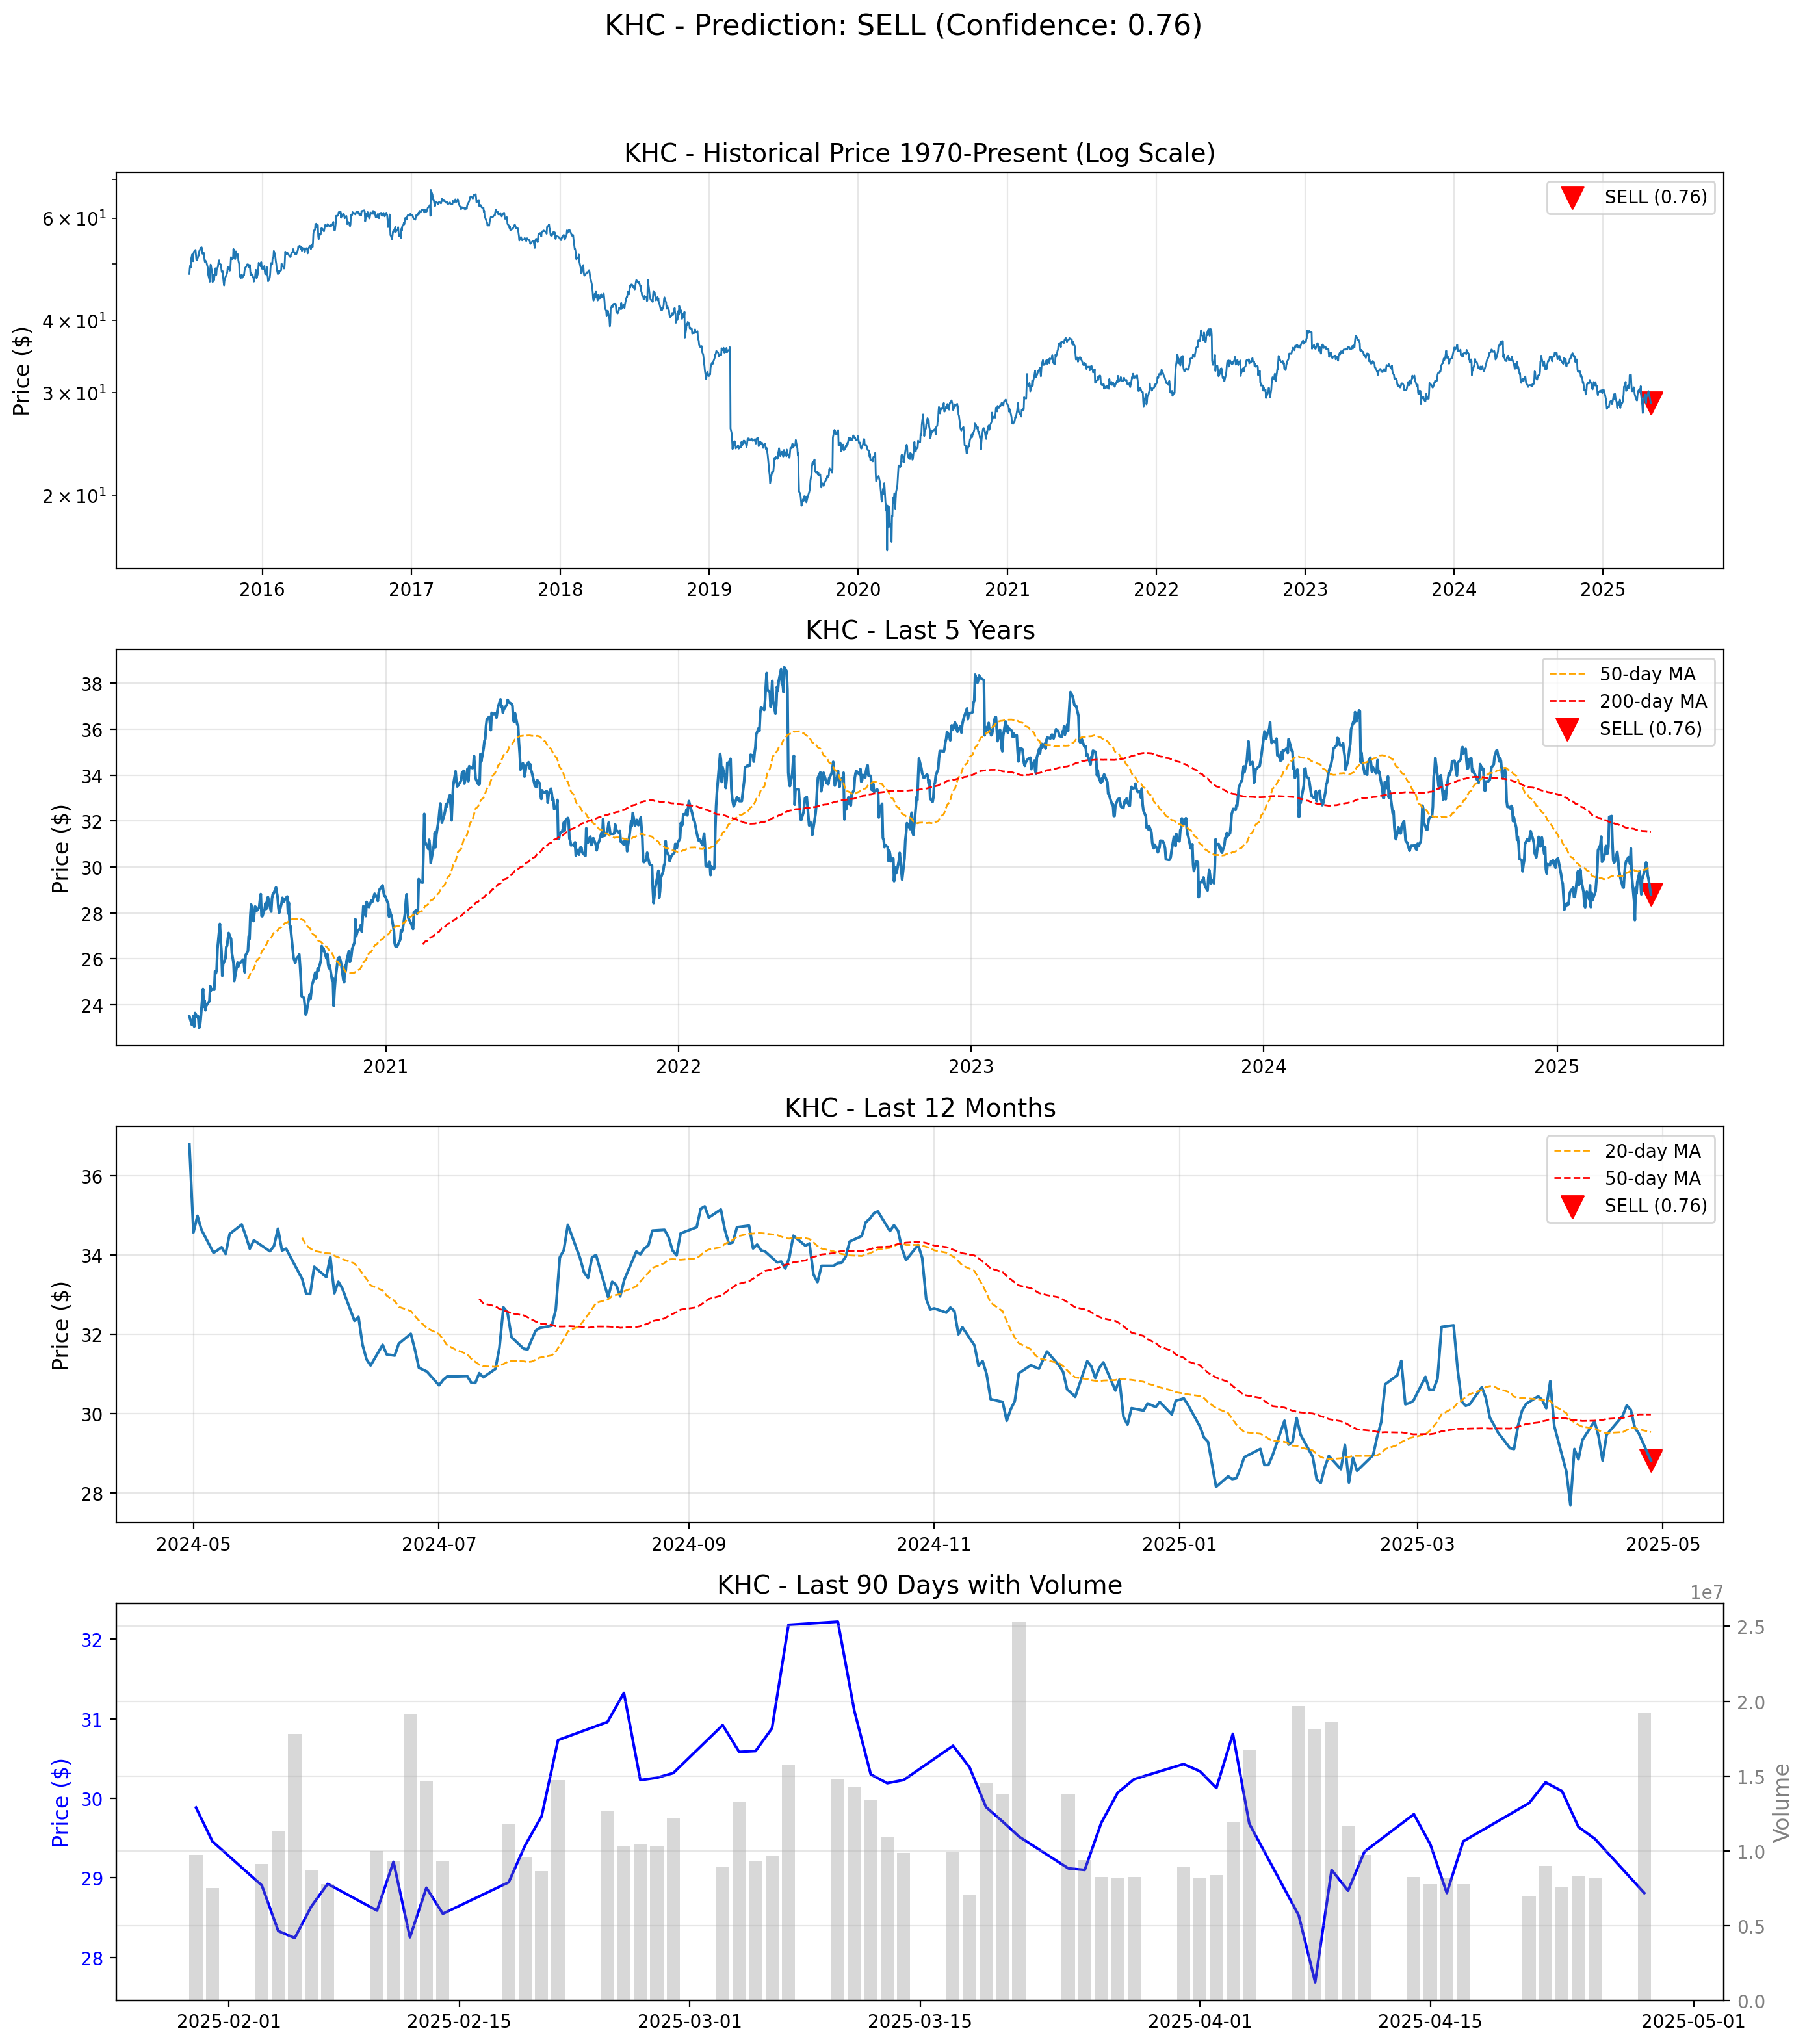 KHC - Prediction: SELL (Confidence: 0.76)
KHC - Historical Price 1970-Present (Log Scale)
Price ($)
6 × 10¹
4 × 10¹
3 × 10¹
2 × 10¹
SELL (0.76)
2016 2017 2018 2019 2020 2021 2022 2023 2024 2025
KHC - Last 5 Years
Price ($)
38
36
34
32
30
28
26
24
50-day MA
200-day MA
SELL (0.76)
2021 2022 2023 2024 2025
KHC - Last 12 Months
Price ($)
36
34
32
30
28
20-day MA
50-day MA
SELL (0.76)
2024-05 2024-07 2024-09 2024-11 2025-01 2025-03 2025-05
KHC - Last 90 Days with Volume
1e7
Price ($)
32
31
30
29
28
2.5
2.0
1.5
1.0
0.5
0.0
Volume
2025-02-01 2025-02-15 2025-03-01 2025-03-15 2025-04-01 2025-04-15 2025-05-01